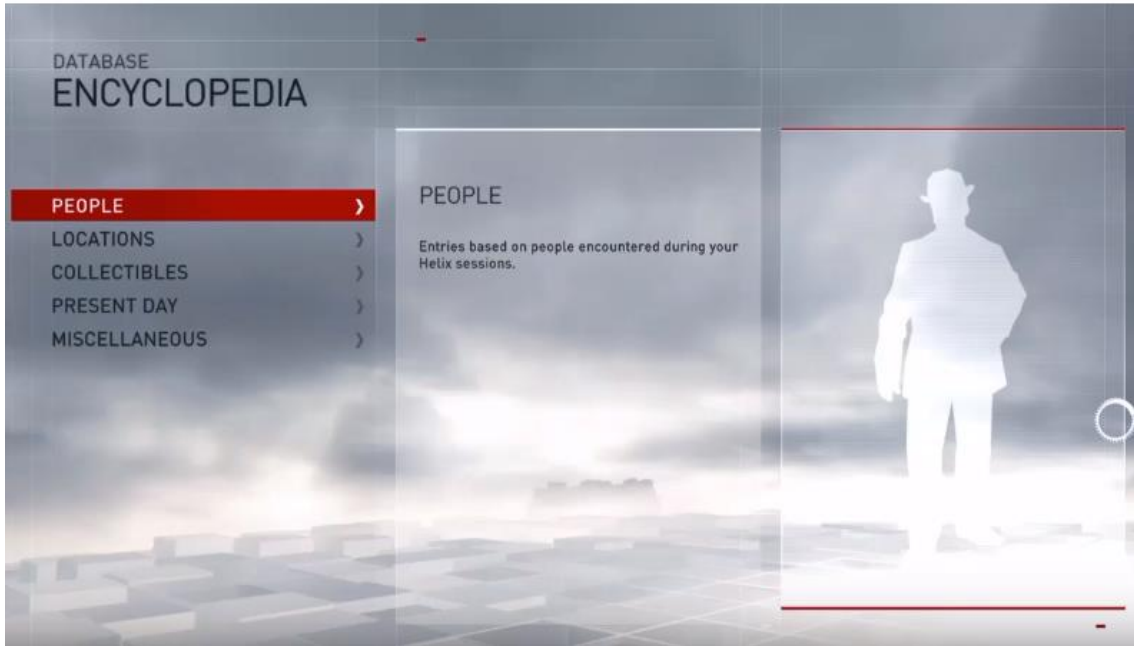 DATABASE
ENCYCLOPEDIA
PEOPLE
LOCATIONS
COLLECTIBLES
PRESENT DAY
MISCELLANEOUS
PEOPLE
Entries based on people encountered during your
Helix sessions.